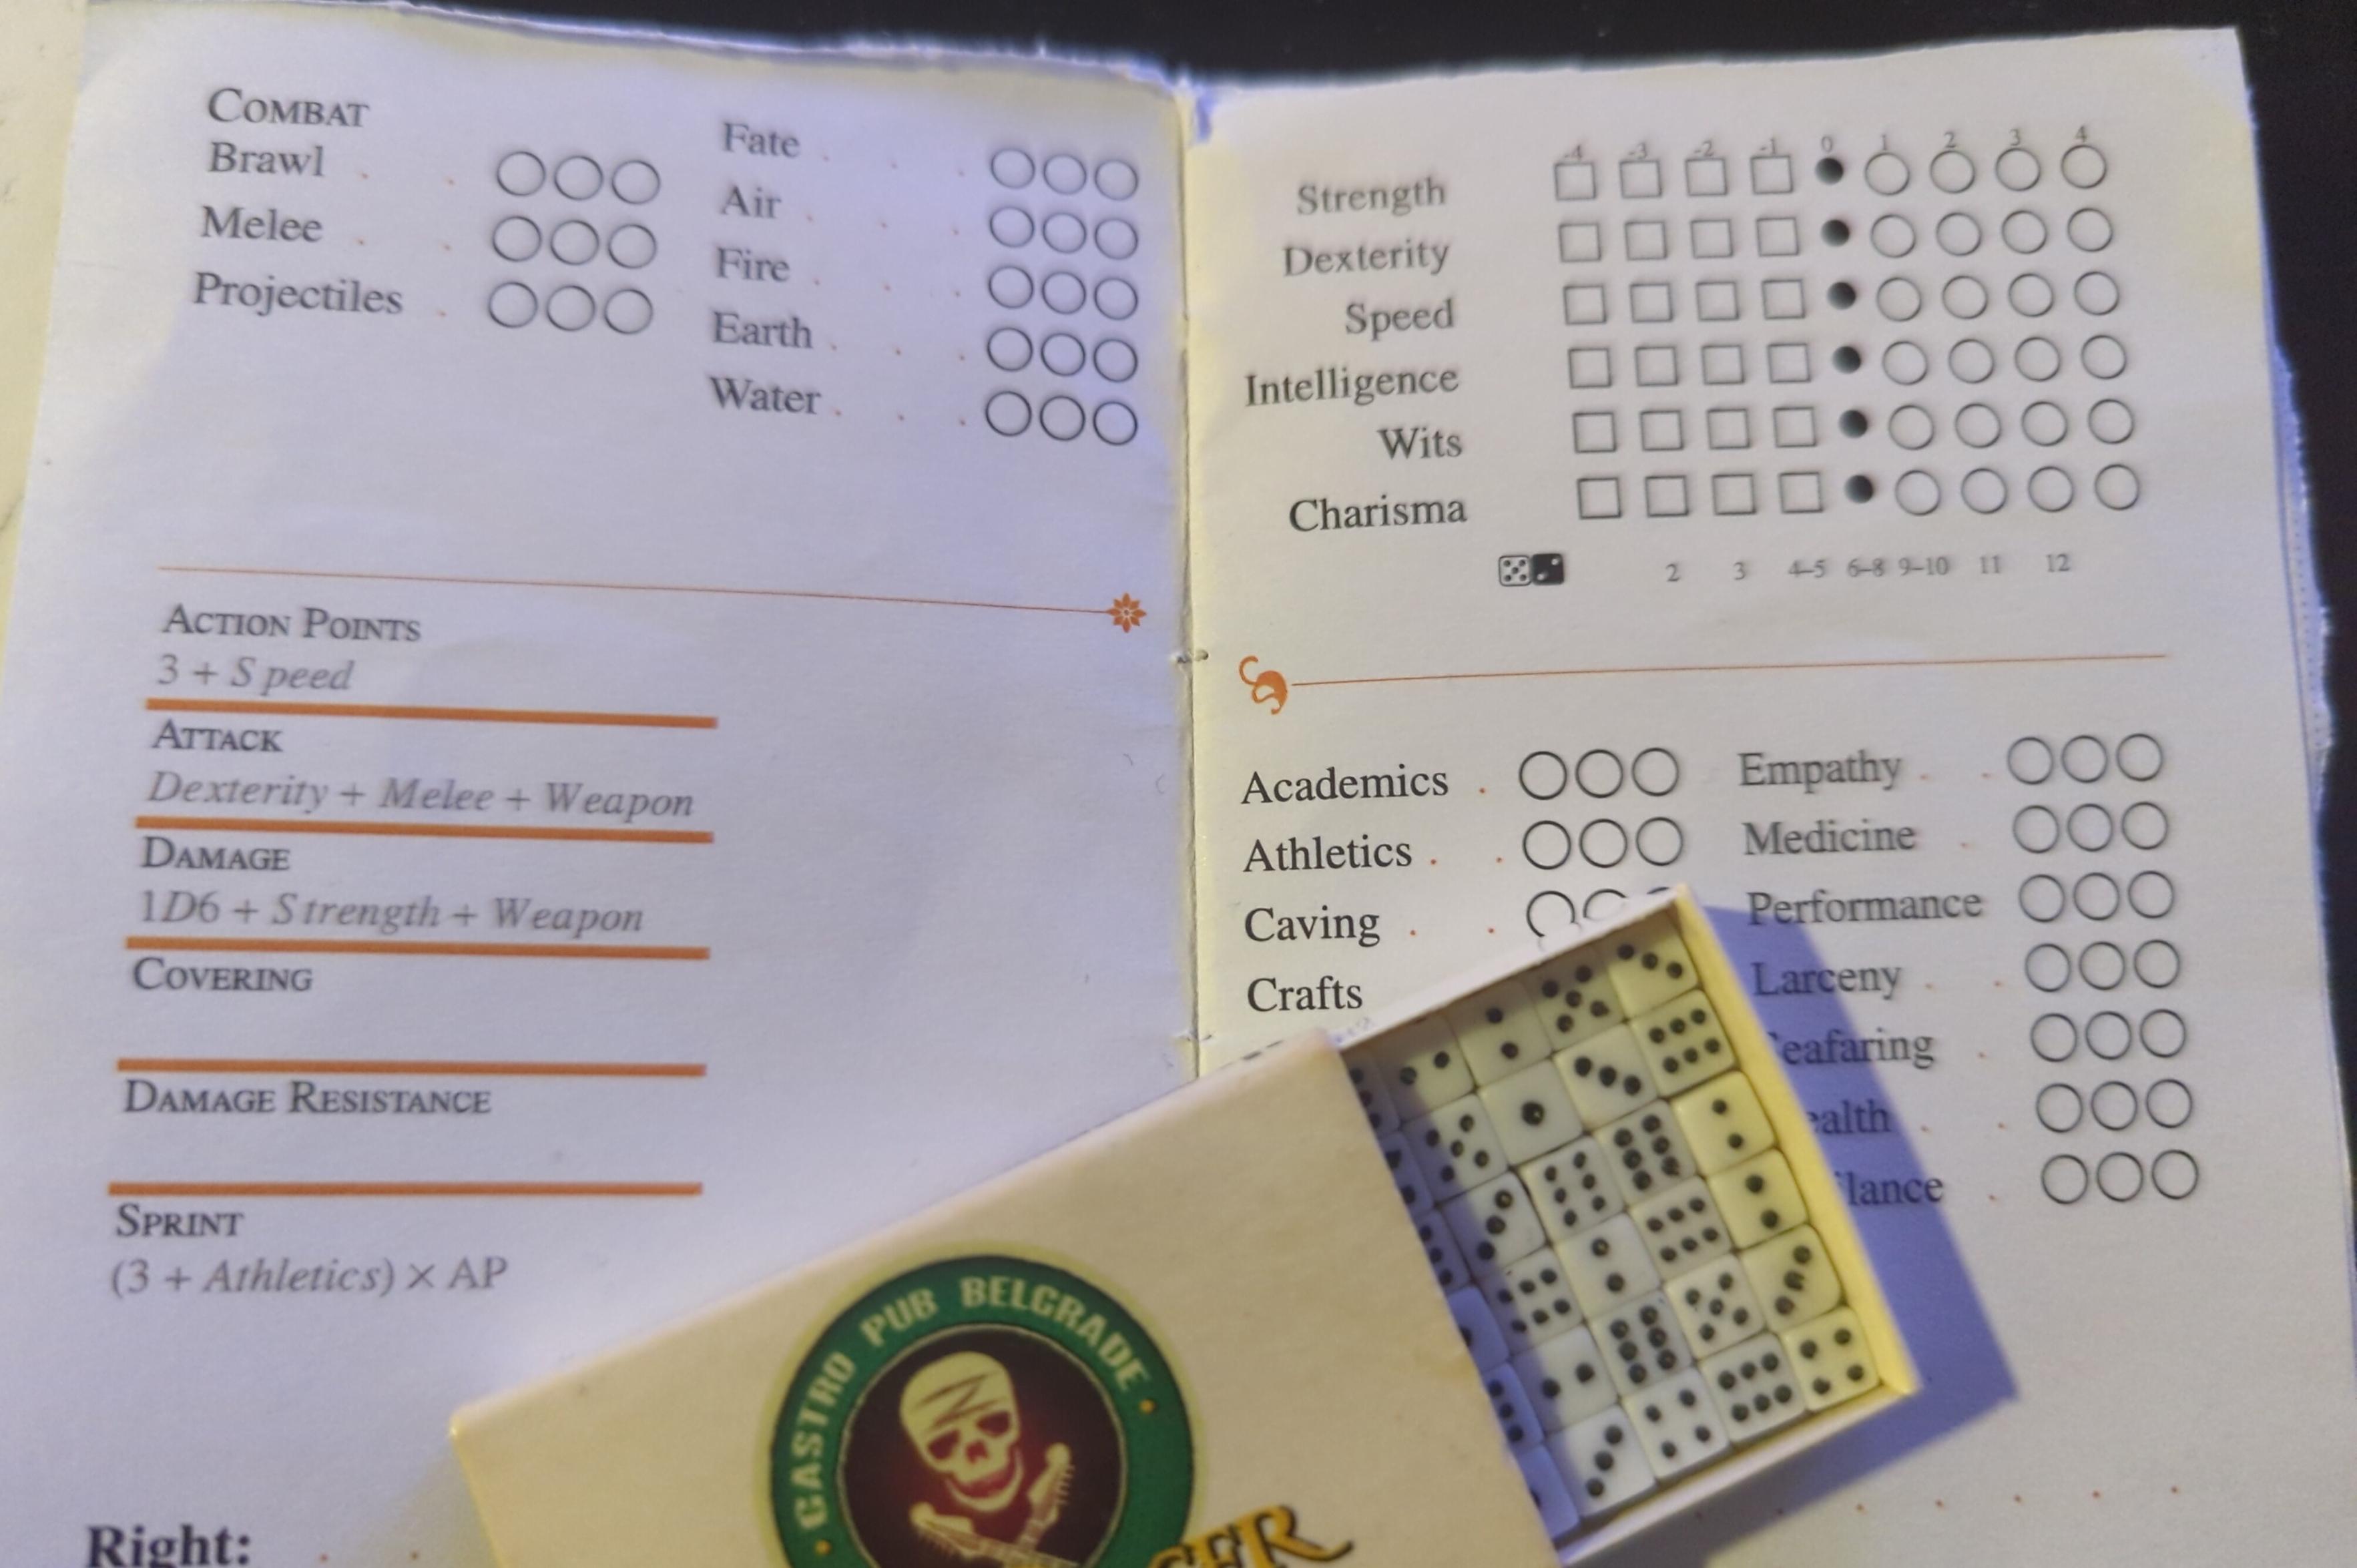 COMBAT
Brawl
Melee
Projectiles
Fate
Air
Fire
Earth
Water
ACTION POINTS
3 + Speed
ATTACK
Dexterity + Melee + Weapon
DAMAGE
1D6 + Strength + Weapon
COVERING
DAMAGE RESISTANCE
SPRINT
(3 + Athletics) × AP
Right:
-4 -3 -2 -1 0 1 2 3 4
Strength
Dexterity
Speed
Intelligence
Wits
Charisma
2 3 4–5 6–8 9–10 11 12
Academics
Athletics
Caving
Crafts
Empathy
Medicine
Performance
Larceny
eafaring
ealth
lance
GASTRO PUB BELGRADE